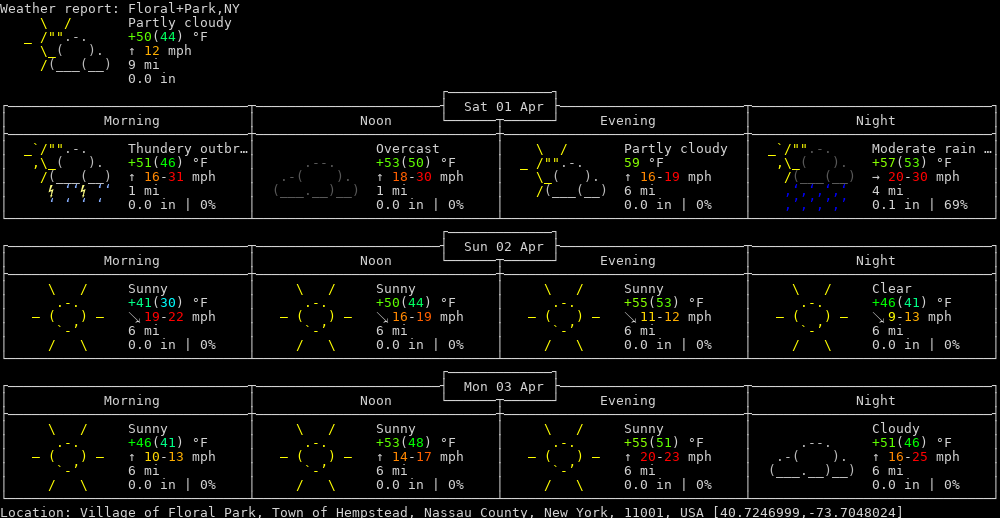 Weather report: Floral+Park,NY
Partly cloudy
+50(44) °F
↑ 12 mph
9 mi
0.0 in
Sat 01 Apr
Morning Noon Evening Night
Thundery outbr… Overcast Partly cloudy Moderate rain …
+51(46) °F +53(50) °F 59 °F +57(53) °F
↑ 16-31 mph ↑ 18-30 mph ↑ 16-19 mph → 20-30 mph
1 mi 1 mi 6 mi 4 mi
0.0 in | 0% 0.0 in | 0% 0.0 in | 0% 0.1 in | 69%
Sun 02 Apr
Morning Noon Evening Night
Sunny Sunny Sunny Clear
+41(30) °F +50(44) °F +55(53) °F +46(41) °F
↘ 19-22 mph ↘ 16-19 mph ↘ 11-12 mph ↘ 9-13 mph
6 mi 6 mi 6 mi 6 mi
0.0 in | 0% 0.0 in | 0% 0.0 in | 0% 0.0 in | 0%
Mon 03 Apr
Morning Noon Evening Night
Sunny Sunny Sunny Cloudy
+46(41) °F +53(48) °F +55(51) °F +51(46) °F
↑ 10-13 mph ↑ 14-17 mph ↑ 20-23 mph ↑ 16-25 mph
6 mi 6 mi 6 mi 6 mi
0.0 in | 0% 0.0 in | 0% 0.0 in | 0% 0.0 in | 0%
Location: Village of Floral Park, Town of Hempstead, Nassau County, New York, 11001, USA [40.7246999,-73.7048024]